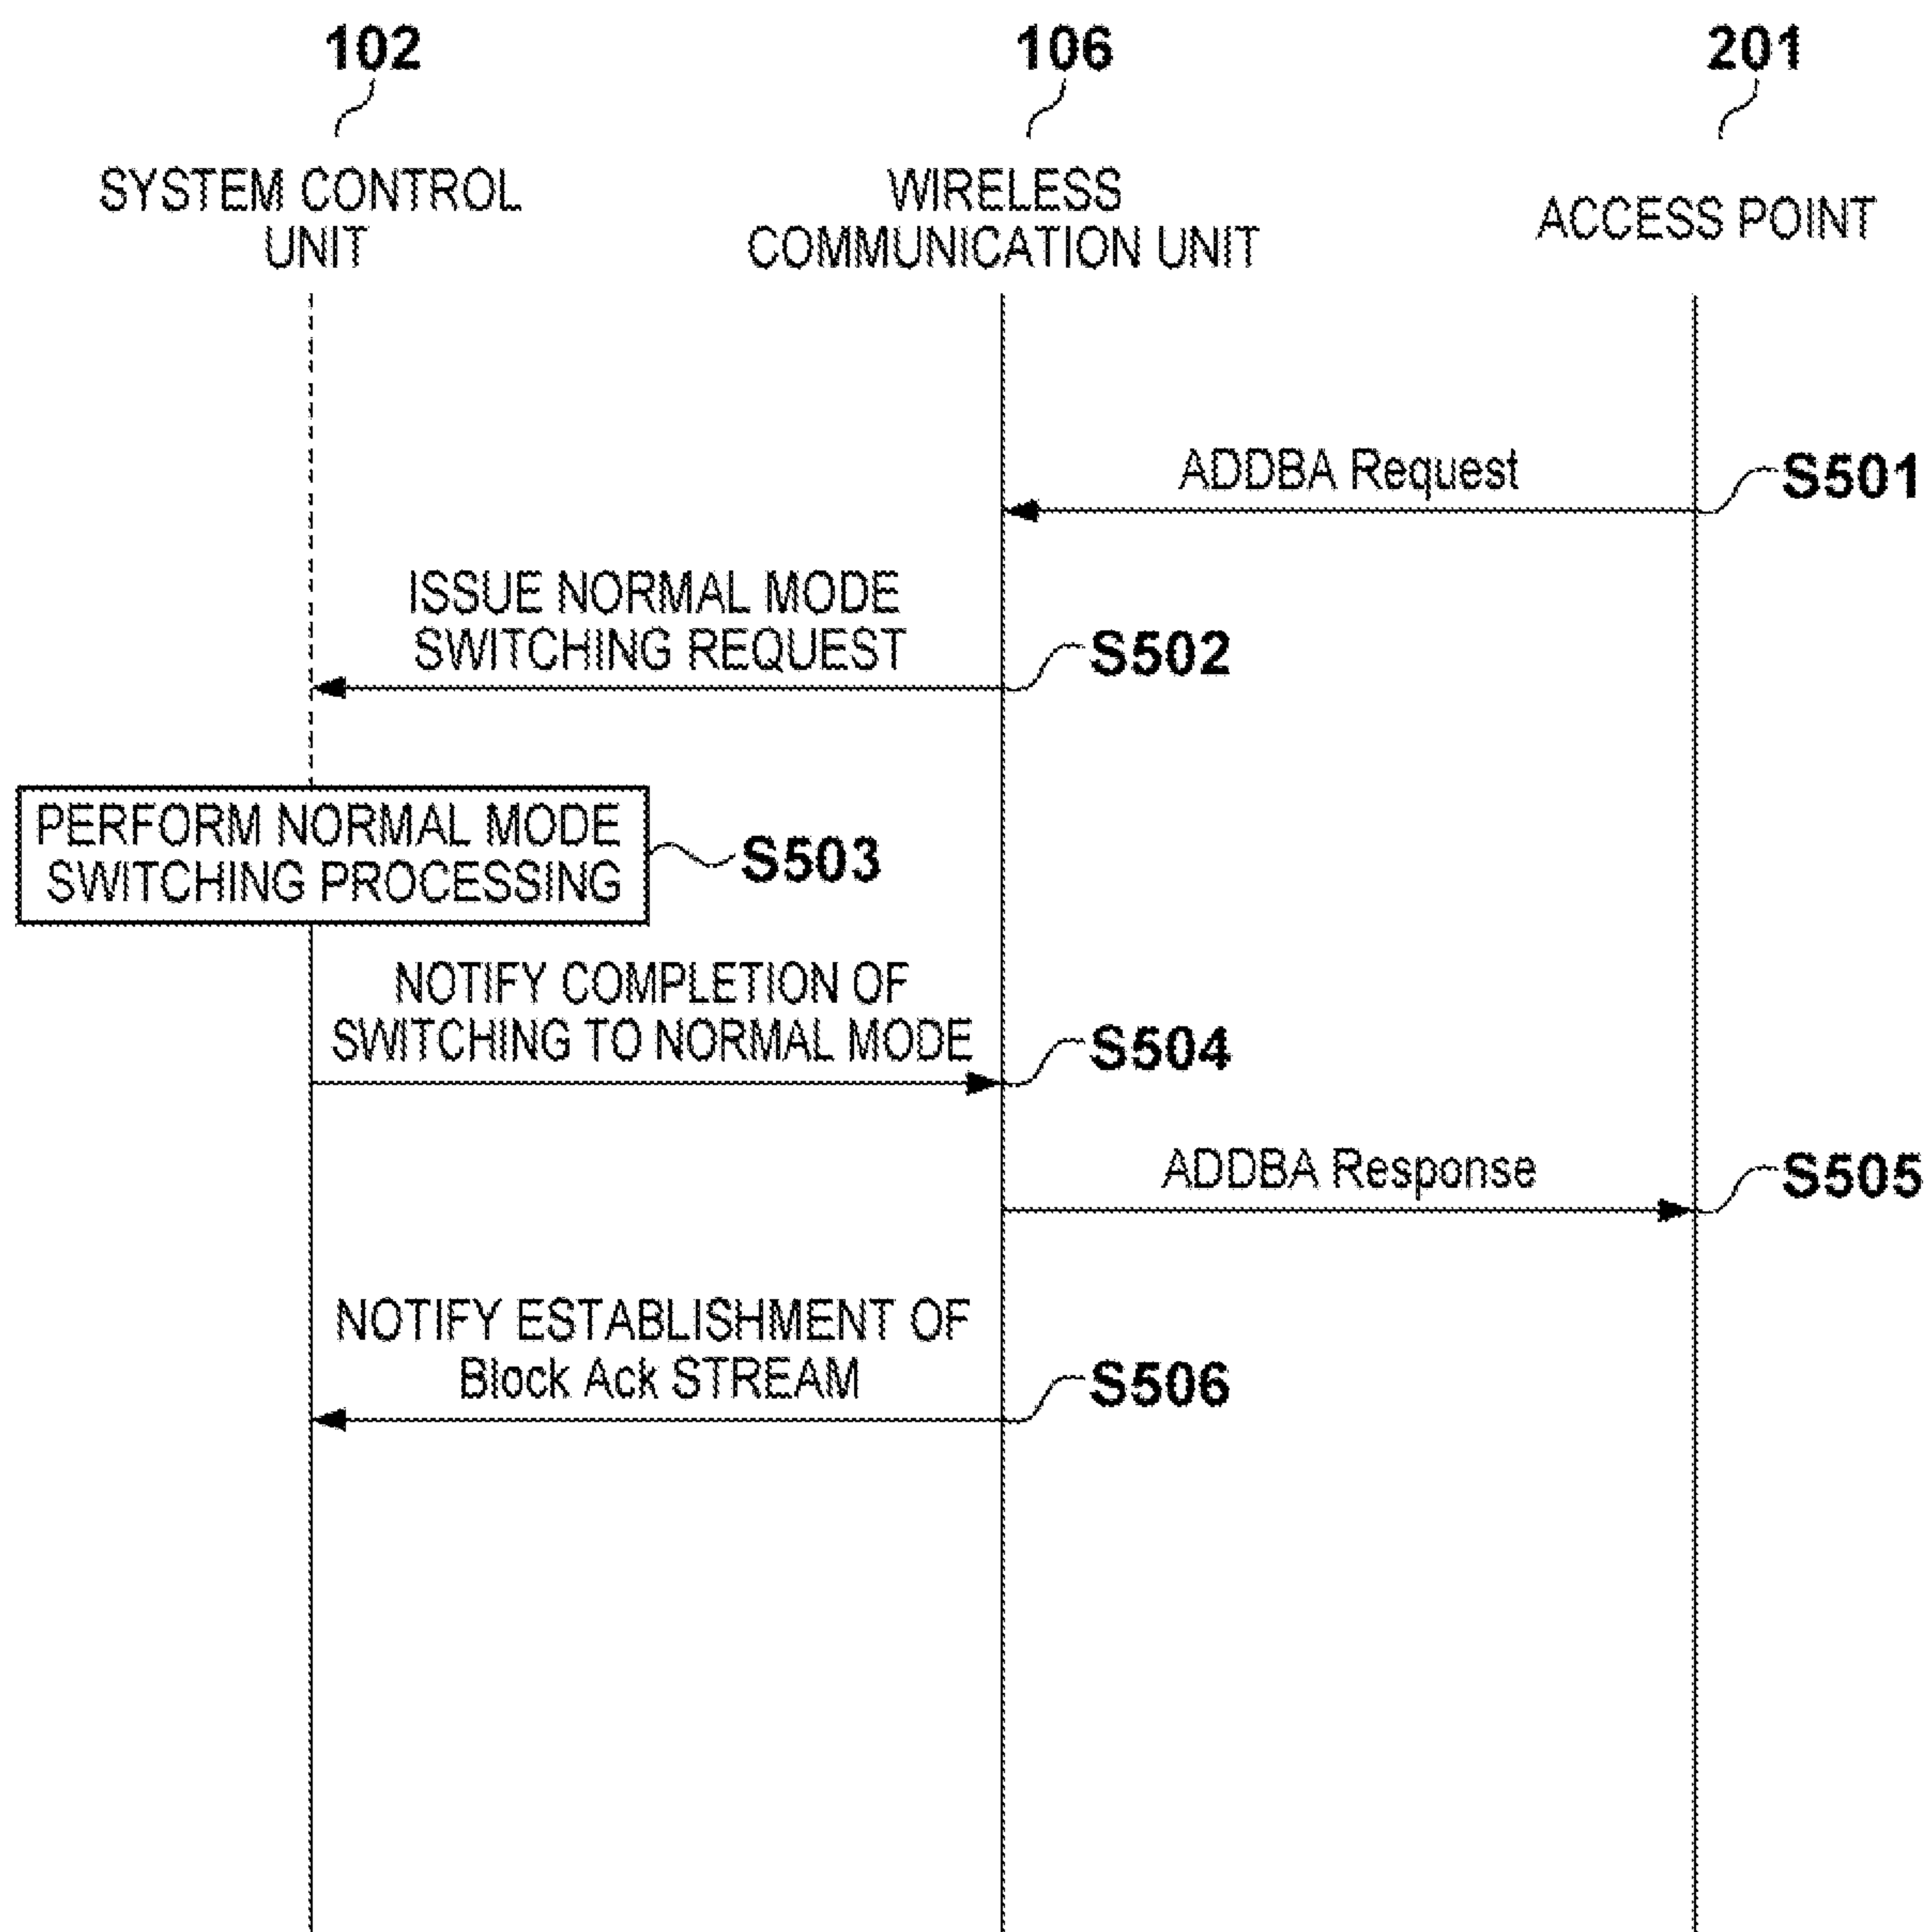 102
106
201
SYSTEM CONTROL
UNIT
WIRELESS
COMMUNICATION UNIT
ACCESS POINT
ADDBA Request
S501
ISSUE NORMAL MODE
SWITCHING REQUEST
S502
PERFORM NORMAL MODE
SWITCHING PROCESSING
S503
NOTIFY COMPLETION OF
SWITCHING TO NORMAL MODE
S504
ADDBA Response
S505
NOTIFY ESTABLISHMENT OF
Block Ack STREAM
S506